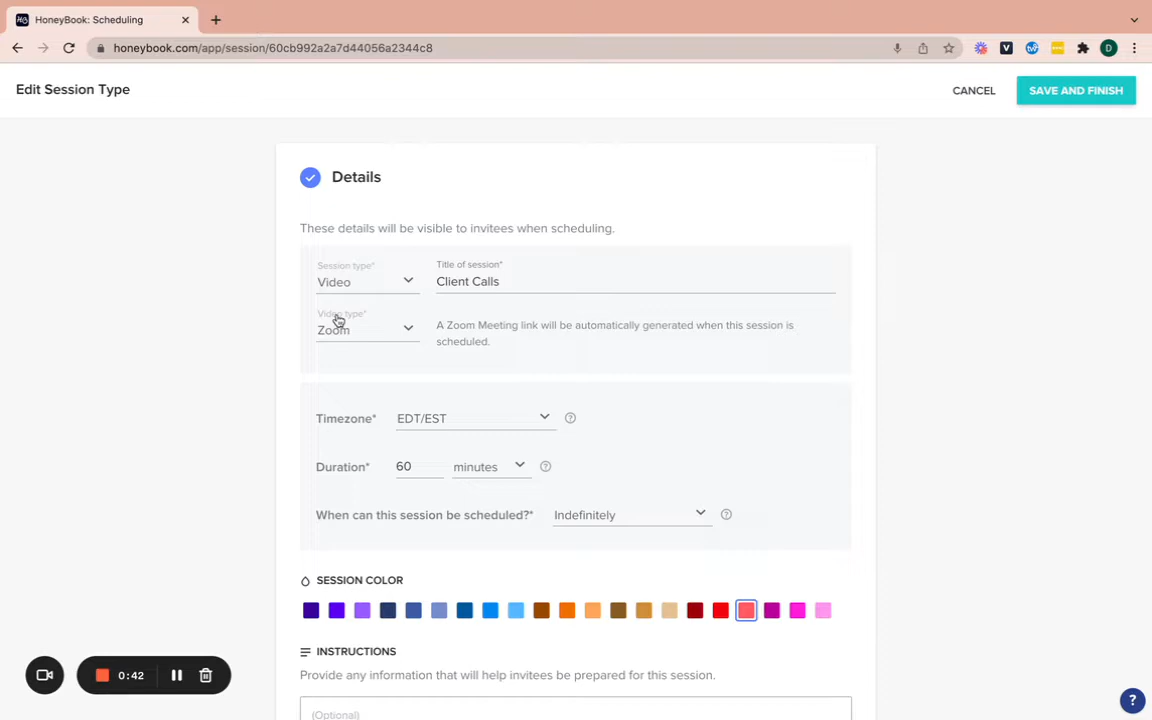 HoneyBook: Scheduling
honeybook.com/app/session/60cb992a2a7d44056a2344c8
Edit Session Type
CANCEL
SAVE AND FINISH
Details
These details will be visible to invitees when scheduling.
Session type*
Title of session*
Video
Client Calls
Video type*
Zoom
A Zoom Meeting link will be automatically generated when this session is
scheduled.
Timezone*
EDT/EST
Duration*
60
minutes
When can this session be scheduled?*
Indefinitely
SESSION COLOR
INSTRUCTIONS
Provide any information that will help invitees be prepared for this session.
(Optional)
0:42